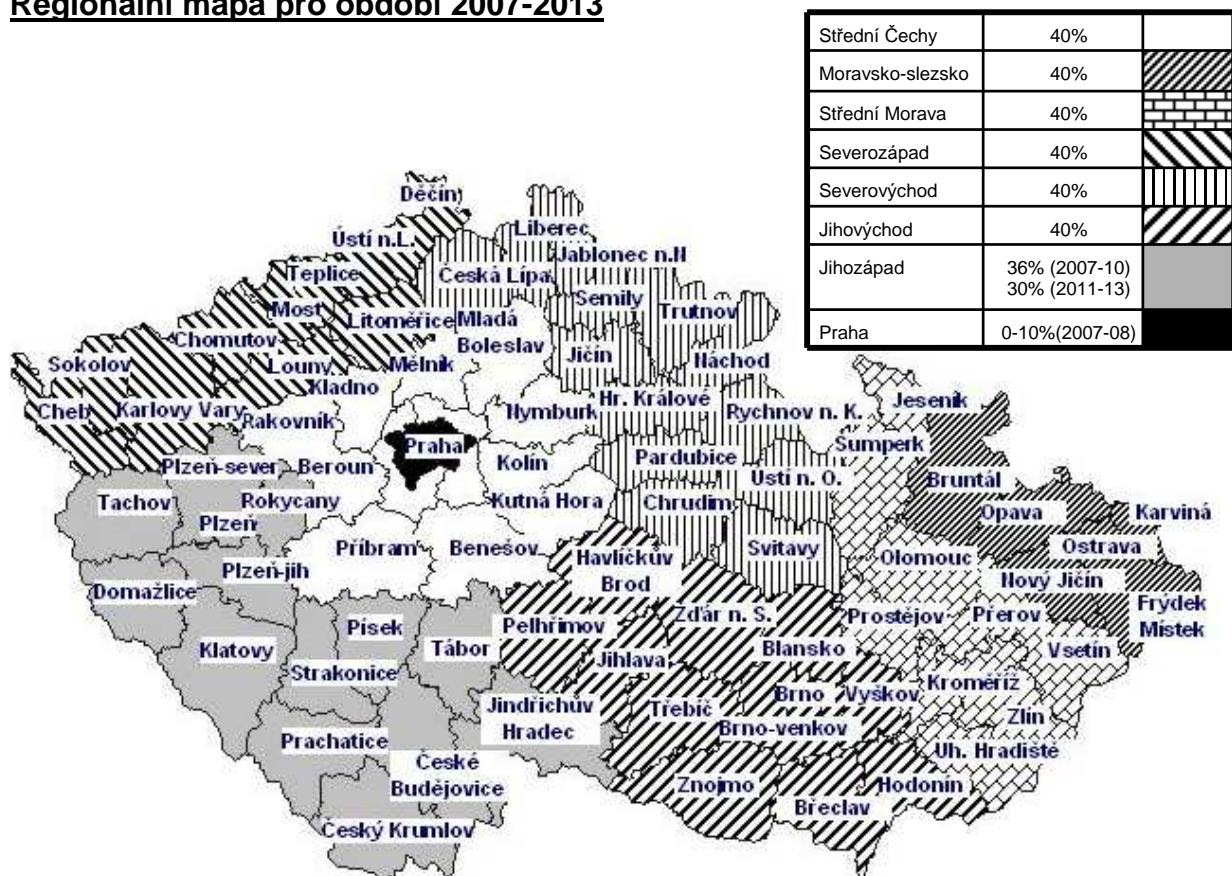 Regionální mapa pro období 2007-2013
Střední Čechy 40%
Moravsko-slezsko 40%
Střední Morava 40%
Severozápad 40%
Severovýchod 40%
Jihovýchod 40%
Jihozápad 36% (2007-10)
30% (2011-13)
Praha 0-10%(2007-08)
Děčín
Liberec
Ústí n.L.
Jablonec n.N
Teplice
Česká Lípa
Most
Semily
Litoměřice
Mladá
Boleslav
Trutnov
Chomutov
Jičín
Náchod
Sokolov
Louny
Mělník
Kladno
Cheb
Karlovy Vary
Rakovník
Nymburk
Hr. Králové
Rychnov n. K.
Jeseník
Šumperk
Praha
Plzeň-sever
Beroun
Kolín
Pardubice
Ústí n. O.
Bruntál
Tachov
Rokycany
Kutná Hora
Chrudim
Opava
Karviná
Plzeň
Příbram
Benešov
Havlíčkův
Brod
Svitavy
Olomouc
Ostrava
Plzeň-jih
Nový Jičín
Domažlice
Frýdek
Místek
Písek
Pelhřimov
Žďár n. S.
Prostějov
Přerov
Klatovy
Tábor
Jihlava
Blansko
Vsetín
Strakonice
Kroměříž
Jindřichův
Hradec
Třebíč
Brno
Vyškov
Zlín
Brno-venkov
Prachatice
Uh. Hradiště
České
Budějovice
Znojmo
Hodonín
Břeclav
Český Krumlov